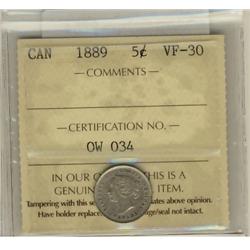 CAN 1889 5¢ VF-30
— COMMENTS —
— CERTIFICATION NO. —
OW 034
IN OUR THIS IS A
GENUIN ITEM.
Tampering with this se ates above opinion.
Have holder replace ge/seal not intact.